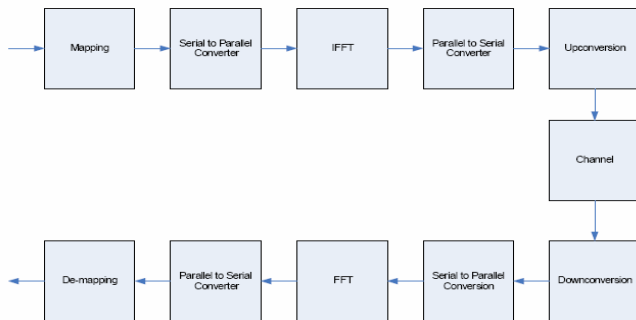 Mapping
Serial to Parallel
Converter
IFFT
Parallel to Serial
Converter
Upconversion
Channel
De-mapping
Parallel to Serial
Converter
FFT
Serial to Parallel
Conversion
Downconversion